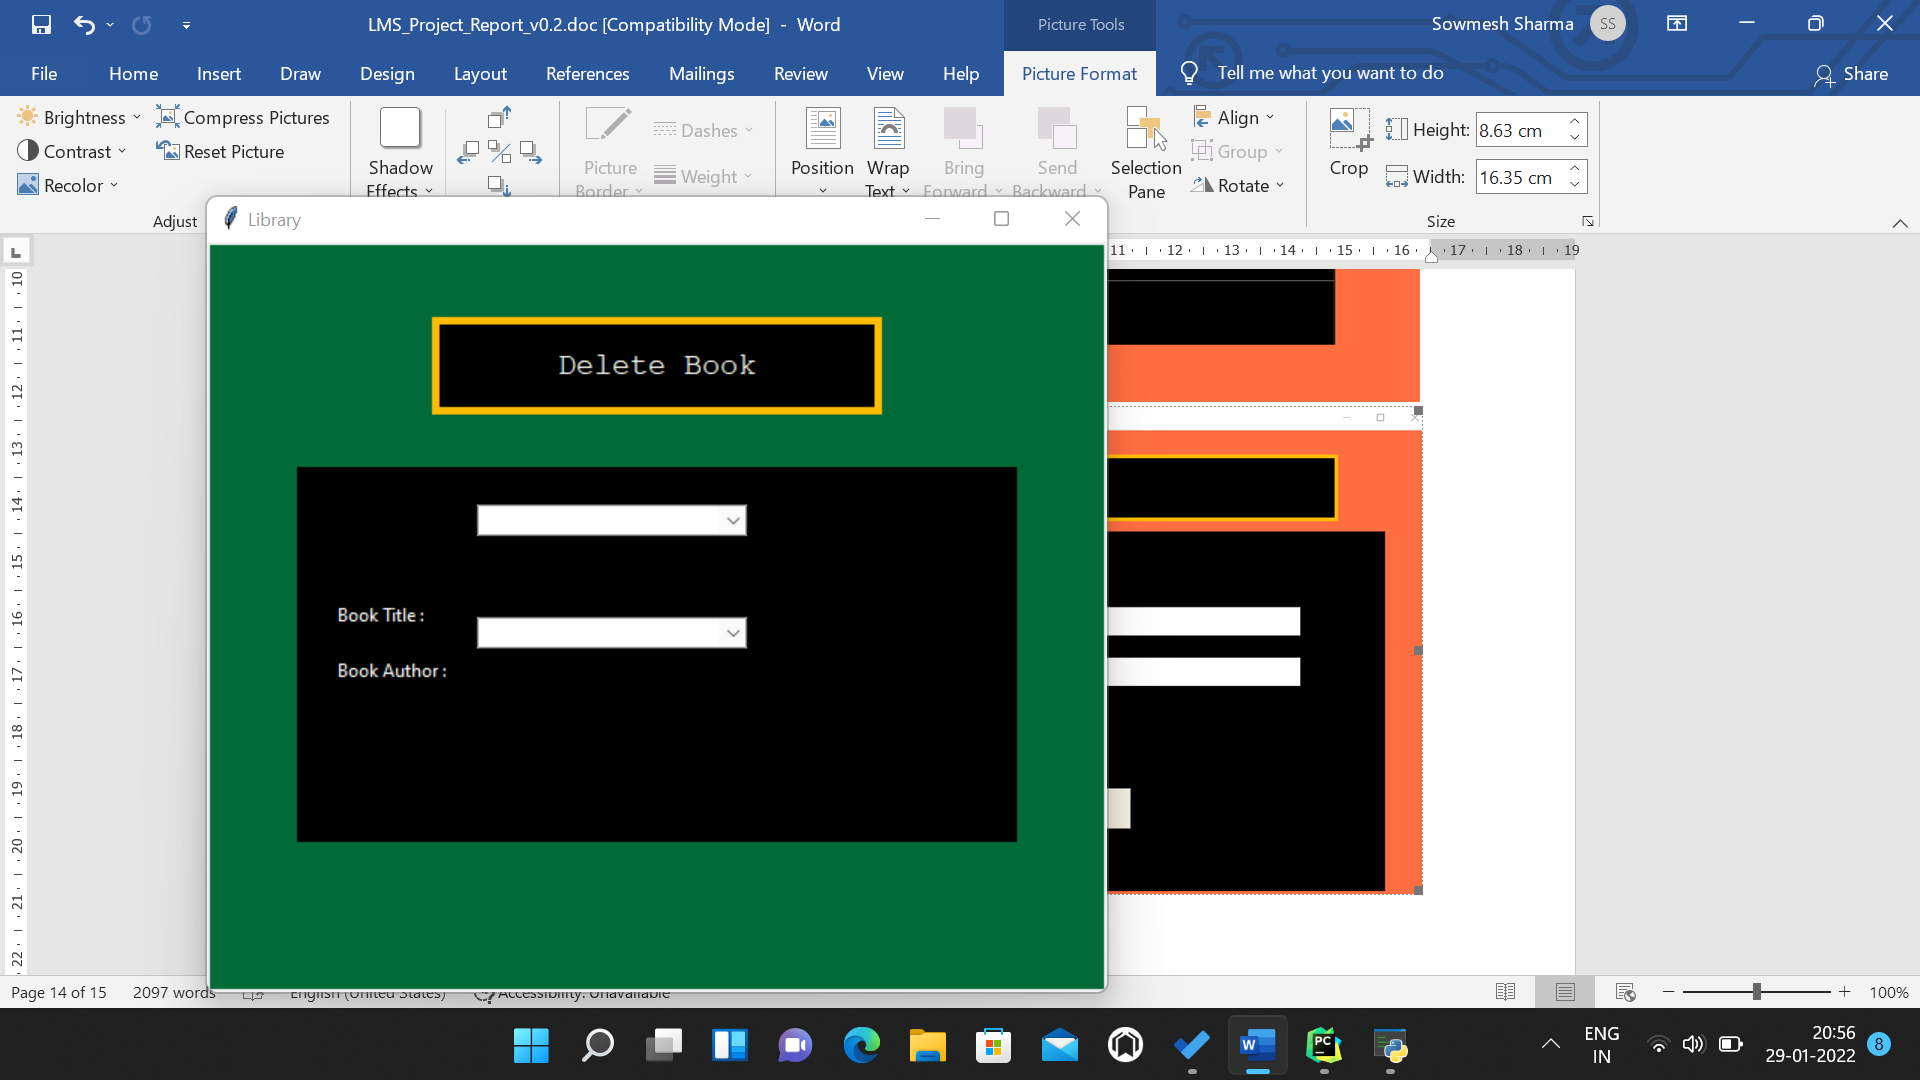 LMS_Project_Report_v0.2.doc [Compatibility Mode] - Word
Picture Tools
Sowmesh Sharma
SS
File Home Insert Draw Design Layout References Mailings Review View Help Picture Format Tell me what you want to do Share
Brightness
Contrast
Recolor
Compress Pictures
Reset Picture
Adjust
Shadow
Effects
Picture
Border
Dashes
Weight
Position
Wrap
Text
Bring
Forward
Send
Backward
Selection
Pane
Align
Group
Rotate
Crop
Height: 8.63 cm
Width: 16.35 cm
Size
Library
L
11 12 13 14 15 16 17 18 19
10
11
12
13
14
15
16
17
18
19
20
21
22
Delete Book
Book Title :
Book Author :
Page 14 of 15 2097 words English (United States) Accessibility: Unavailable
100%
W
PC
ENG
IN
20:56
29-01-2022
8